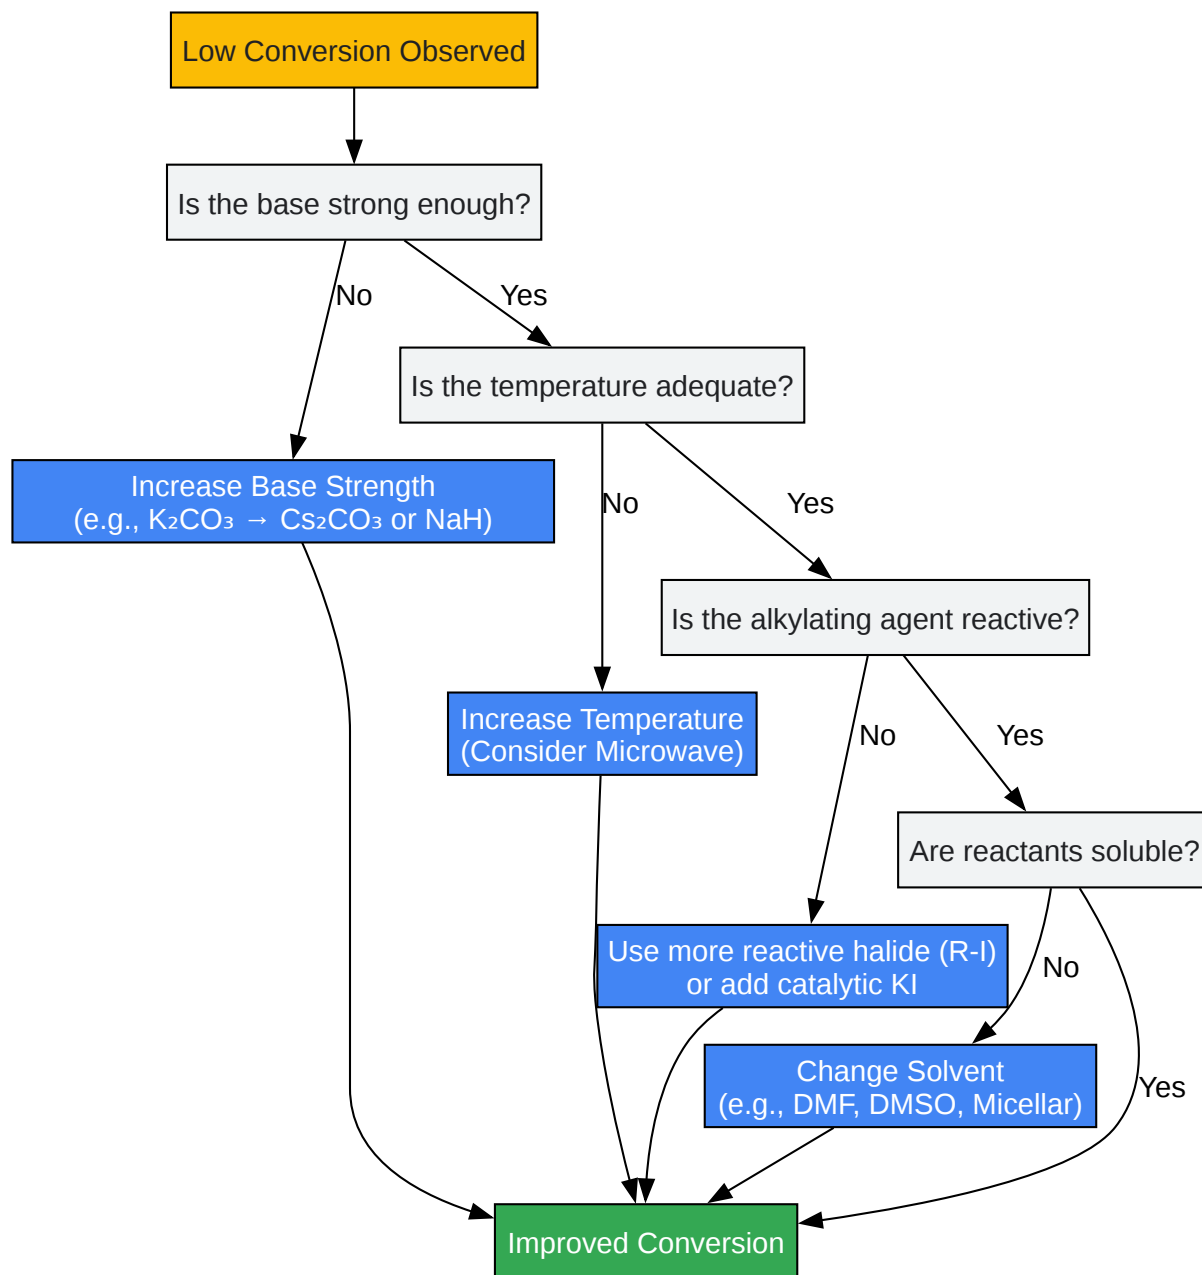 Low Conversion Observed
Is the base strong enough?
No
Yes
Is the temperature adequate?
Increase Base Strength
(e.g., K₂CO₃ → Cs₂CO₃ or NaH)
No
Yes
Is the alkylating agent reactive?
Increase Temperature
(Consider Microwave)
No
Yes
Are reactants soluble?
Use more reactive halide (R-I)
or add catalytic KI
No
Change Solvent
(e.g., DMF, DMSO, Micellar)
Yes
Improved Conversion